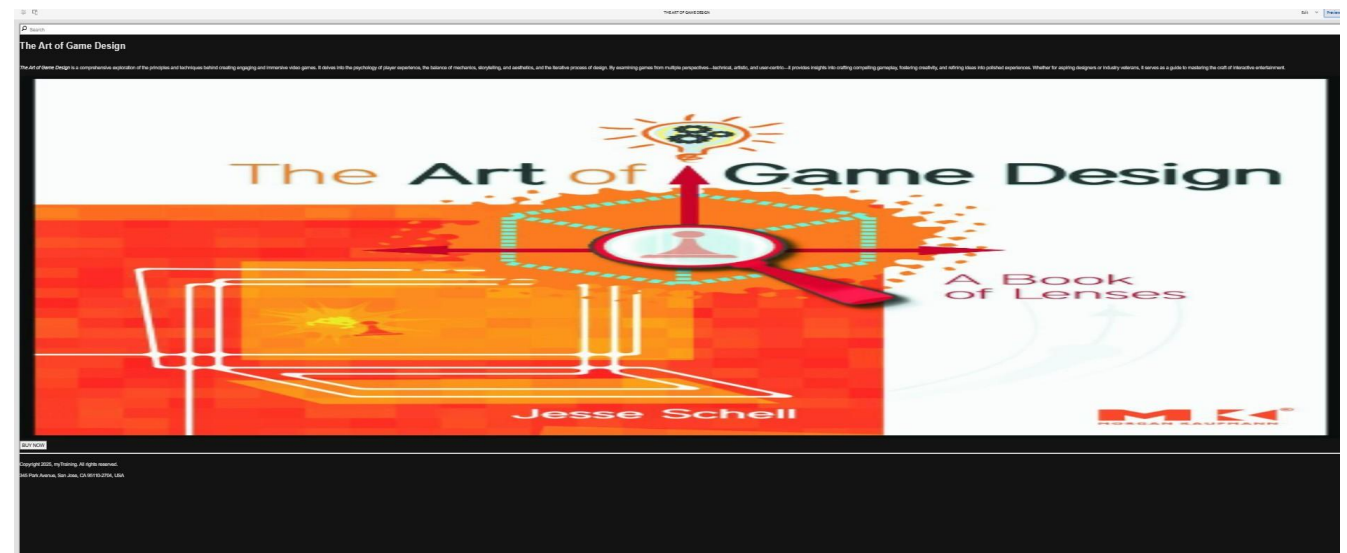 THE ART OF GAME DESIGN
Edit
Preview
Search
The Art of Game Design
The Art of Game Design is a comprehensive exploration of the principles and techniques behind creating engaging and immersive video games. It delves into the psychology of player experience, the balance of mechanics, storytelling, and aesthetics, and the iterative process of design. By examining games from multiple perspectives—technical, artistic, and user-centric—it provides insights into crafting compelling gameplay, fostering creativity, and refining ideas into polished experiences. Whether for aspiring designers or industry veterans, it serves as a guide to mastering the craft of interactive entertainment.
The Art of Game Design
A Book
of Lenses
Jesse Schell
MK
MORGAN KAUFMANN
BUY NOW
Copyright 2025, myTraining. All rights reserved.
345 Park Avenue, San Jose, CA 95110-2704, USA